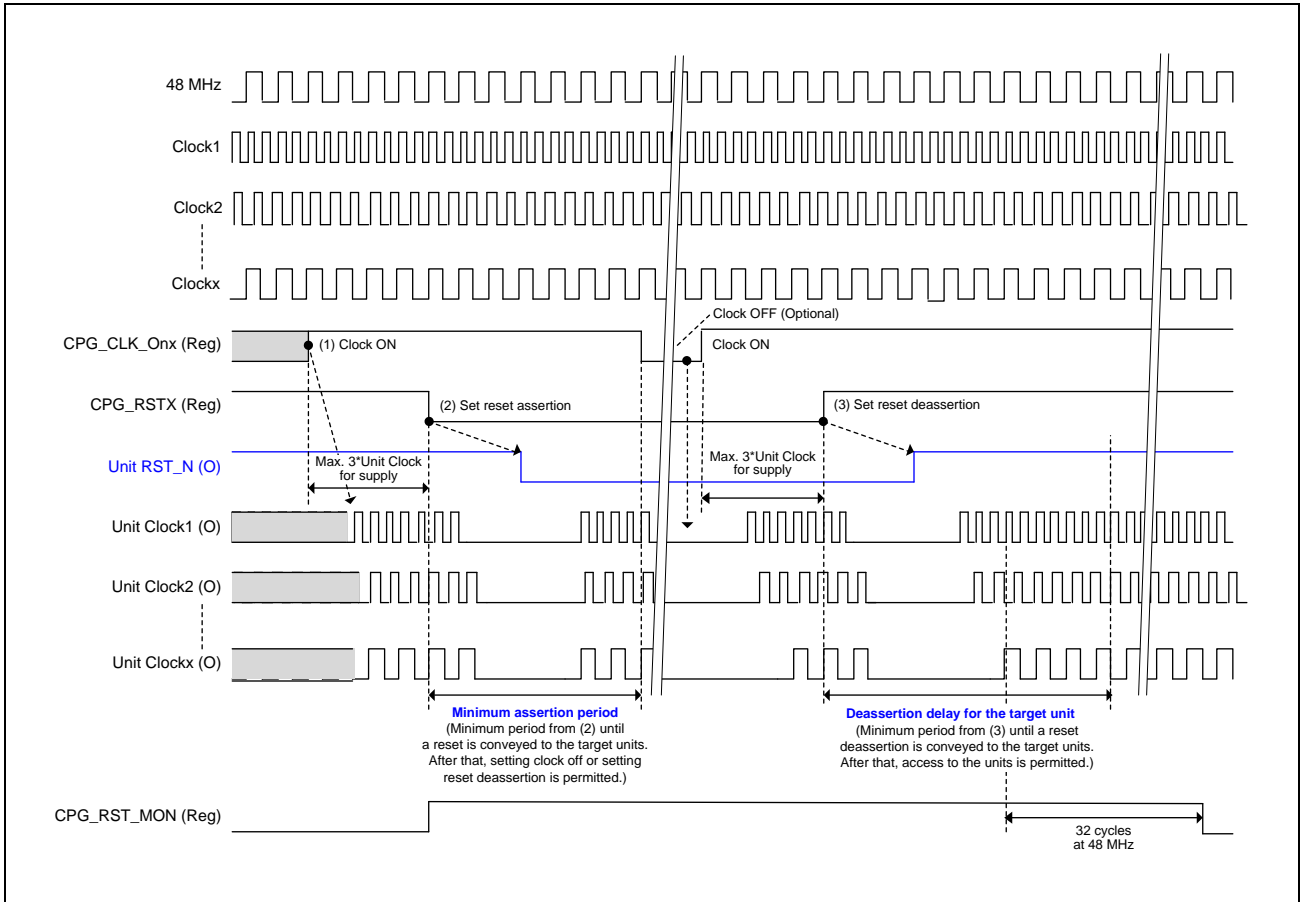 48 MHz
Clock1
Clock2
Clockx
Clock OFF (Optional)
CPG_CLK_Onx (Reg)
(1) Clock ON
Clock ON
CPG_RSTX (Reg)
(2) Set reset assertion
(3) Set reset deassertion
Unit RST_N (O)
Max. 3*Unit Clock
for supply
Max. 3*Unit Clock
for supply
Unit Clock1 (O)
Unit Clock2 (O)
Unit Clockx (O)
Minimum assertion period
(Minimum period from (2) until
a reset is conveyed to the target units.
After that, setting clock off or setting
reset deassertion is permitted.)
Deassertion delay for the target unit
(Minimum period from (3) until a reset
deassertion is conveyed to the target units.
After that, access to the units is permitted.)
CPG_RST_MON (Reg)
32 cycles
at 48 MHz